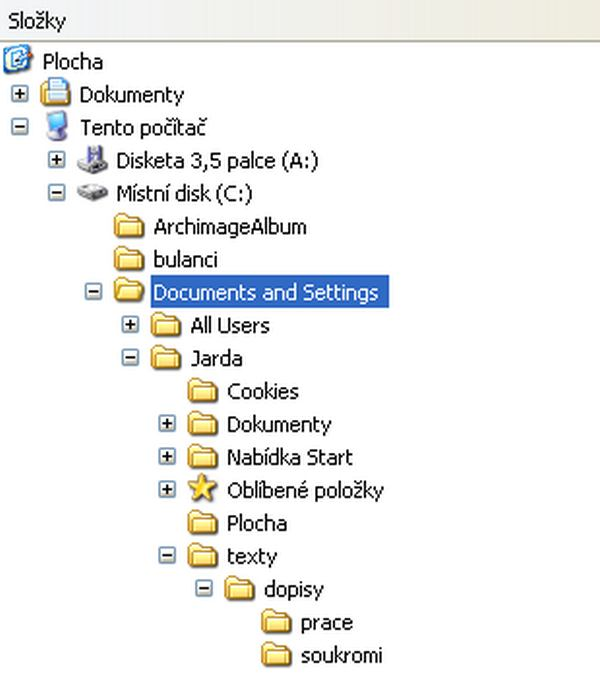 Složky
Plocha
Dokumenty
Tento počítač
Disketa 3,5 palce (A:)
Místní disk (C:)
ArchimageAlbum
bulanci
Documents and Settings
All Users
Jarda
Cookies
Dokumenty
Nabídka Start
Oblíbené položky
Plocha
texty
dopisy
prace
soukromi